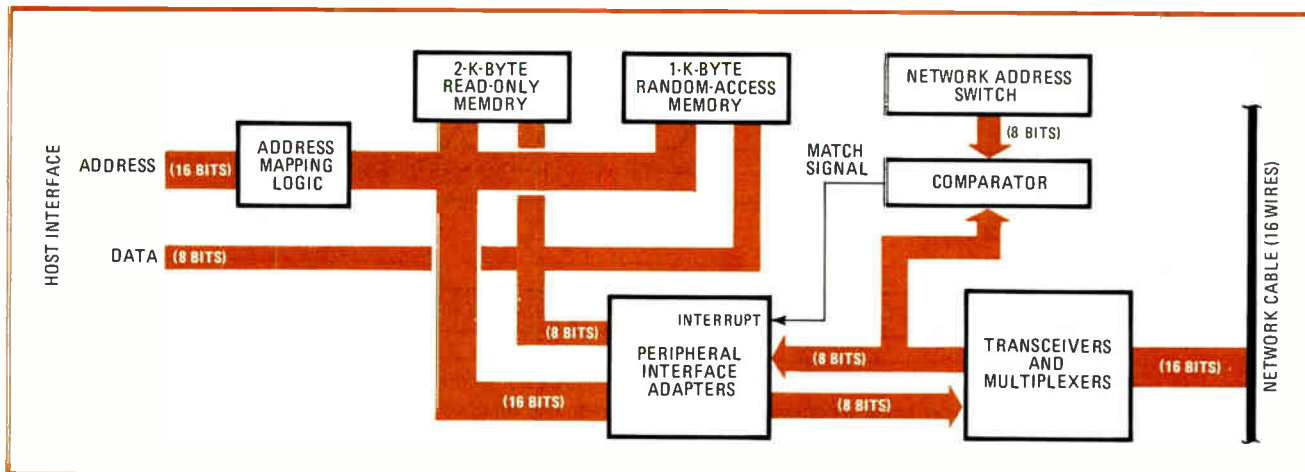 2-K-BYTE
READ-ONLY
MEMDRY
1-K-BYTE
RANDOM-ACCESS
MEMORY
NETWORK ADDRESS
SWITCH
(8 BITS)
HOST INTERFACE
ADDRESS
(16 BITS)
ADDRESS
MAPPING
LOGIC
MATCH
SIGNAL
COMPARATOR
DATA
(8 BITS)
INTERRUPT
PERIPHERAL
INTERFACE
ADAPTERS
(8 BITS)
(16 BITS)
(8 BITS)
(8 BITS)
TRANSCEIVERS
AND
MULTIPLEXERS
(16 BITS)
NETWORK CABLE (16 WIRES)